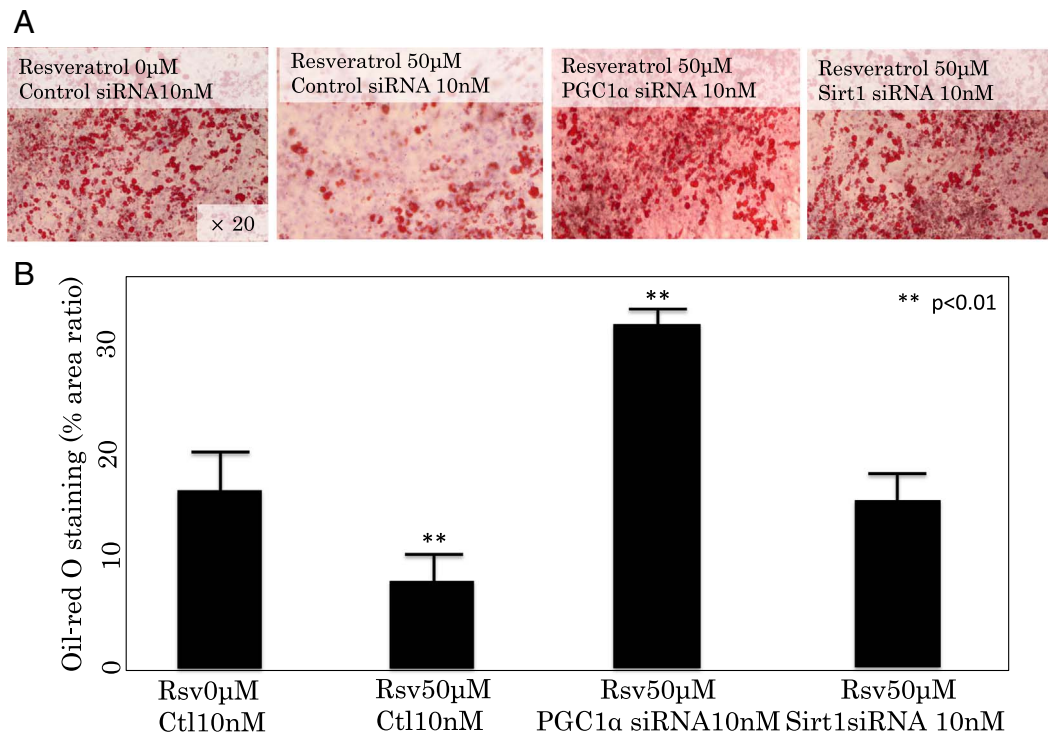 A
Resveratrol 0µM
Control siRNA10nM
Resveratrol 50µM
Control siRNA 10nM
Resveratrol 50µM
PGC1α siRNA 10nM
Resveratrol 50µM
Sirt1 siRNA 10nM
× 20
B
Oil-red O staining (% area ratio)
30
20
10
0
**
**
** p<0.01
Rsv0µM
Ctl10nM
Rsv50µM
Ctl10nM
Rsv50µM
PGC1α siRNA10nM
Rsv50µM
Sirt1siRNA 10nM